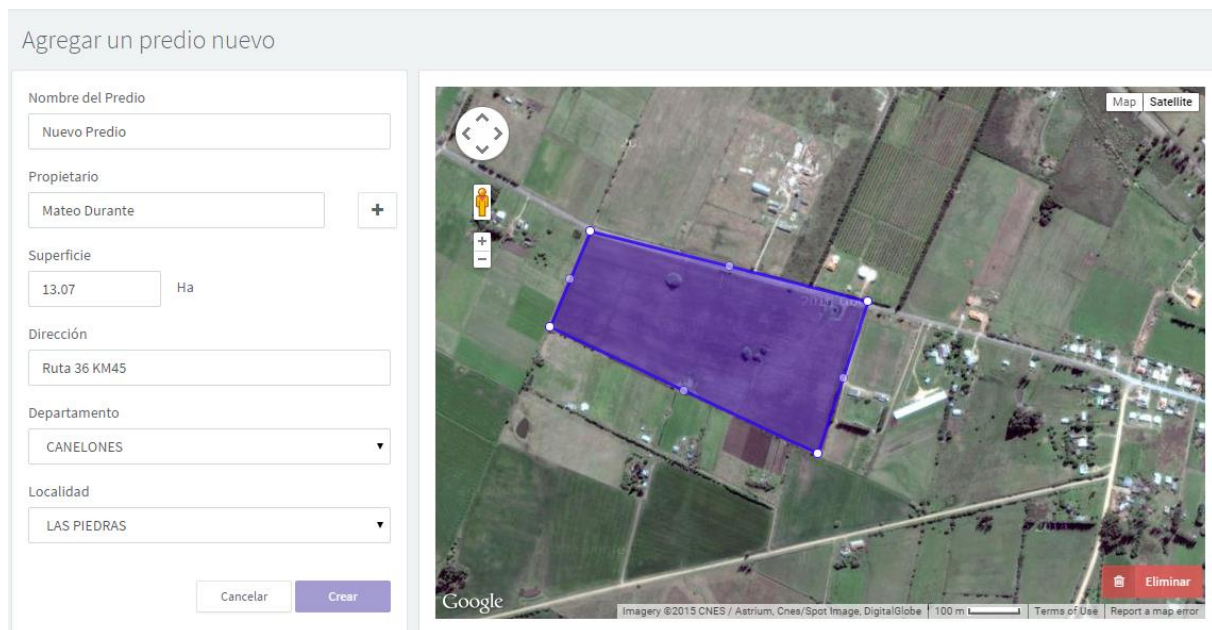 Agregar un predio nuevo
Nombre del Predio
Nuevo Predio
Propietario
Mateo Durante
+
Superficie
13.07 Ha
Dirección
Ruta 36 KM45
Departamento
CANELONES
Localidad
LAS PIEDRAS
Cancelar Crear
Map Satellite
+
−
Eliminar
Google
Imagery ©2015 CNES / Astrium, Cnes/Spot Image, DigitalGlobe 100 m Terms of Use Report a map error